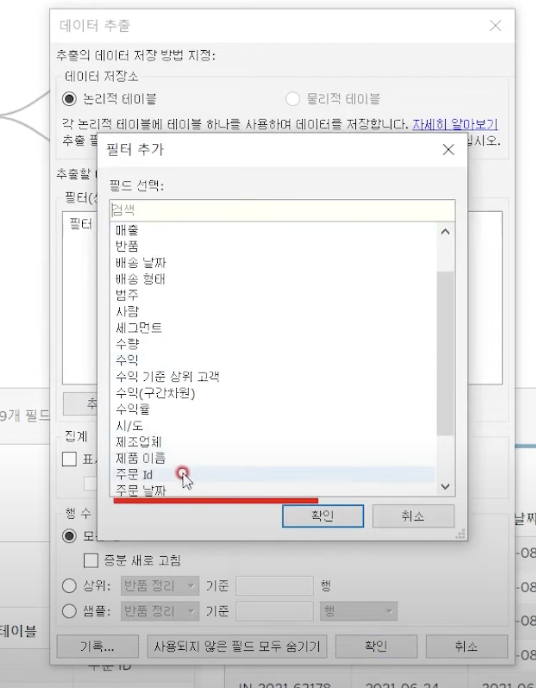 데이터 추출
추출의 데이터 저장 방법 지정:
데이터 저장소
논리적 테이블
물리적 테이블
각 논리적 테이블에 테이블 하나를 사용하여 데이터를 저장합니다. 자세히 알아보기
추출 필
십시오.
필터 추가
추출할
필드 선택:
필터(
검색
필터
매출
반품
배송 날짜
배송 형태
범주
사람
세그먼트
수량
수익
수익 기준 상위 고객
수익(구간차원)
수익률
시/도
제조업체
제품 이름
주문 Id
주문 날짜
9개 필드
집계
확인
취소
행 수
날짜
증분 새로 고침
상위:
반품 정리
기준
행
샘플:
반품 정리
기준
행
테이블
기록...
사용되지 않은 필드 모두 숨기기
확인
취소
주문 ID
IN-2021-62178
2021-06-24
2021-06